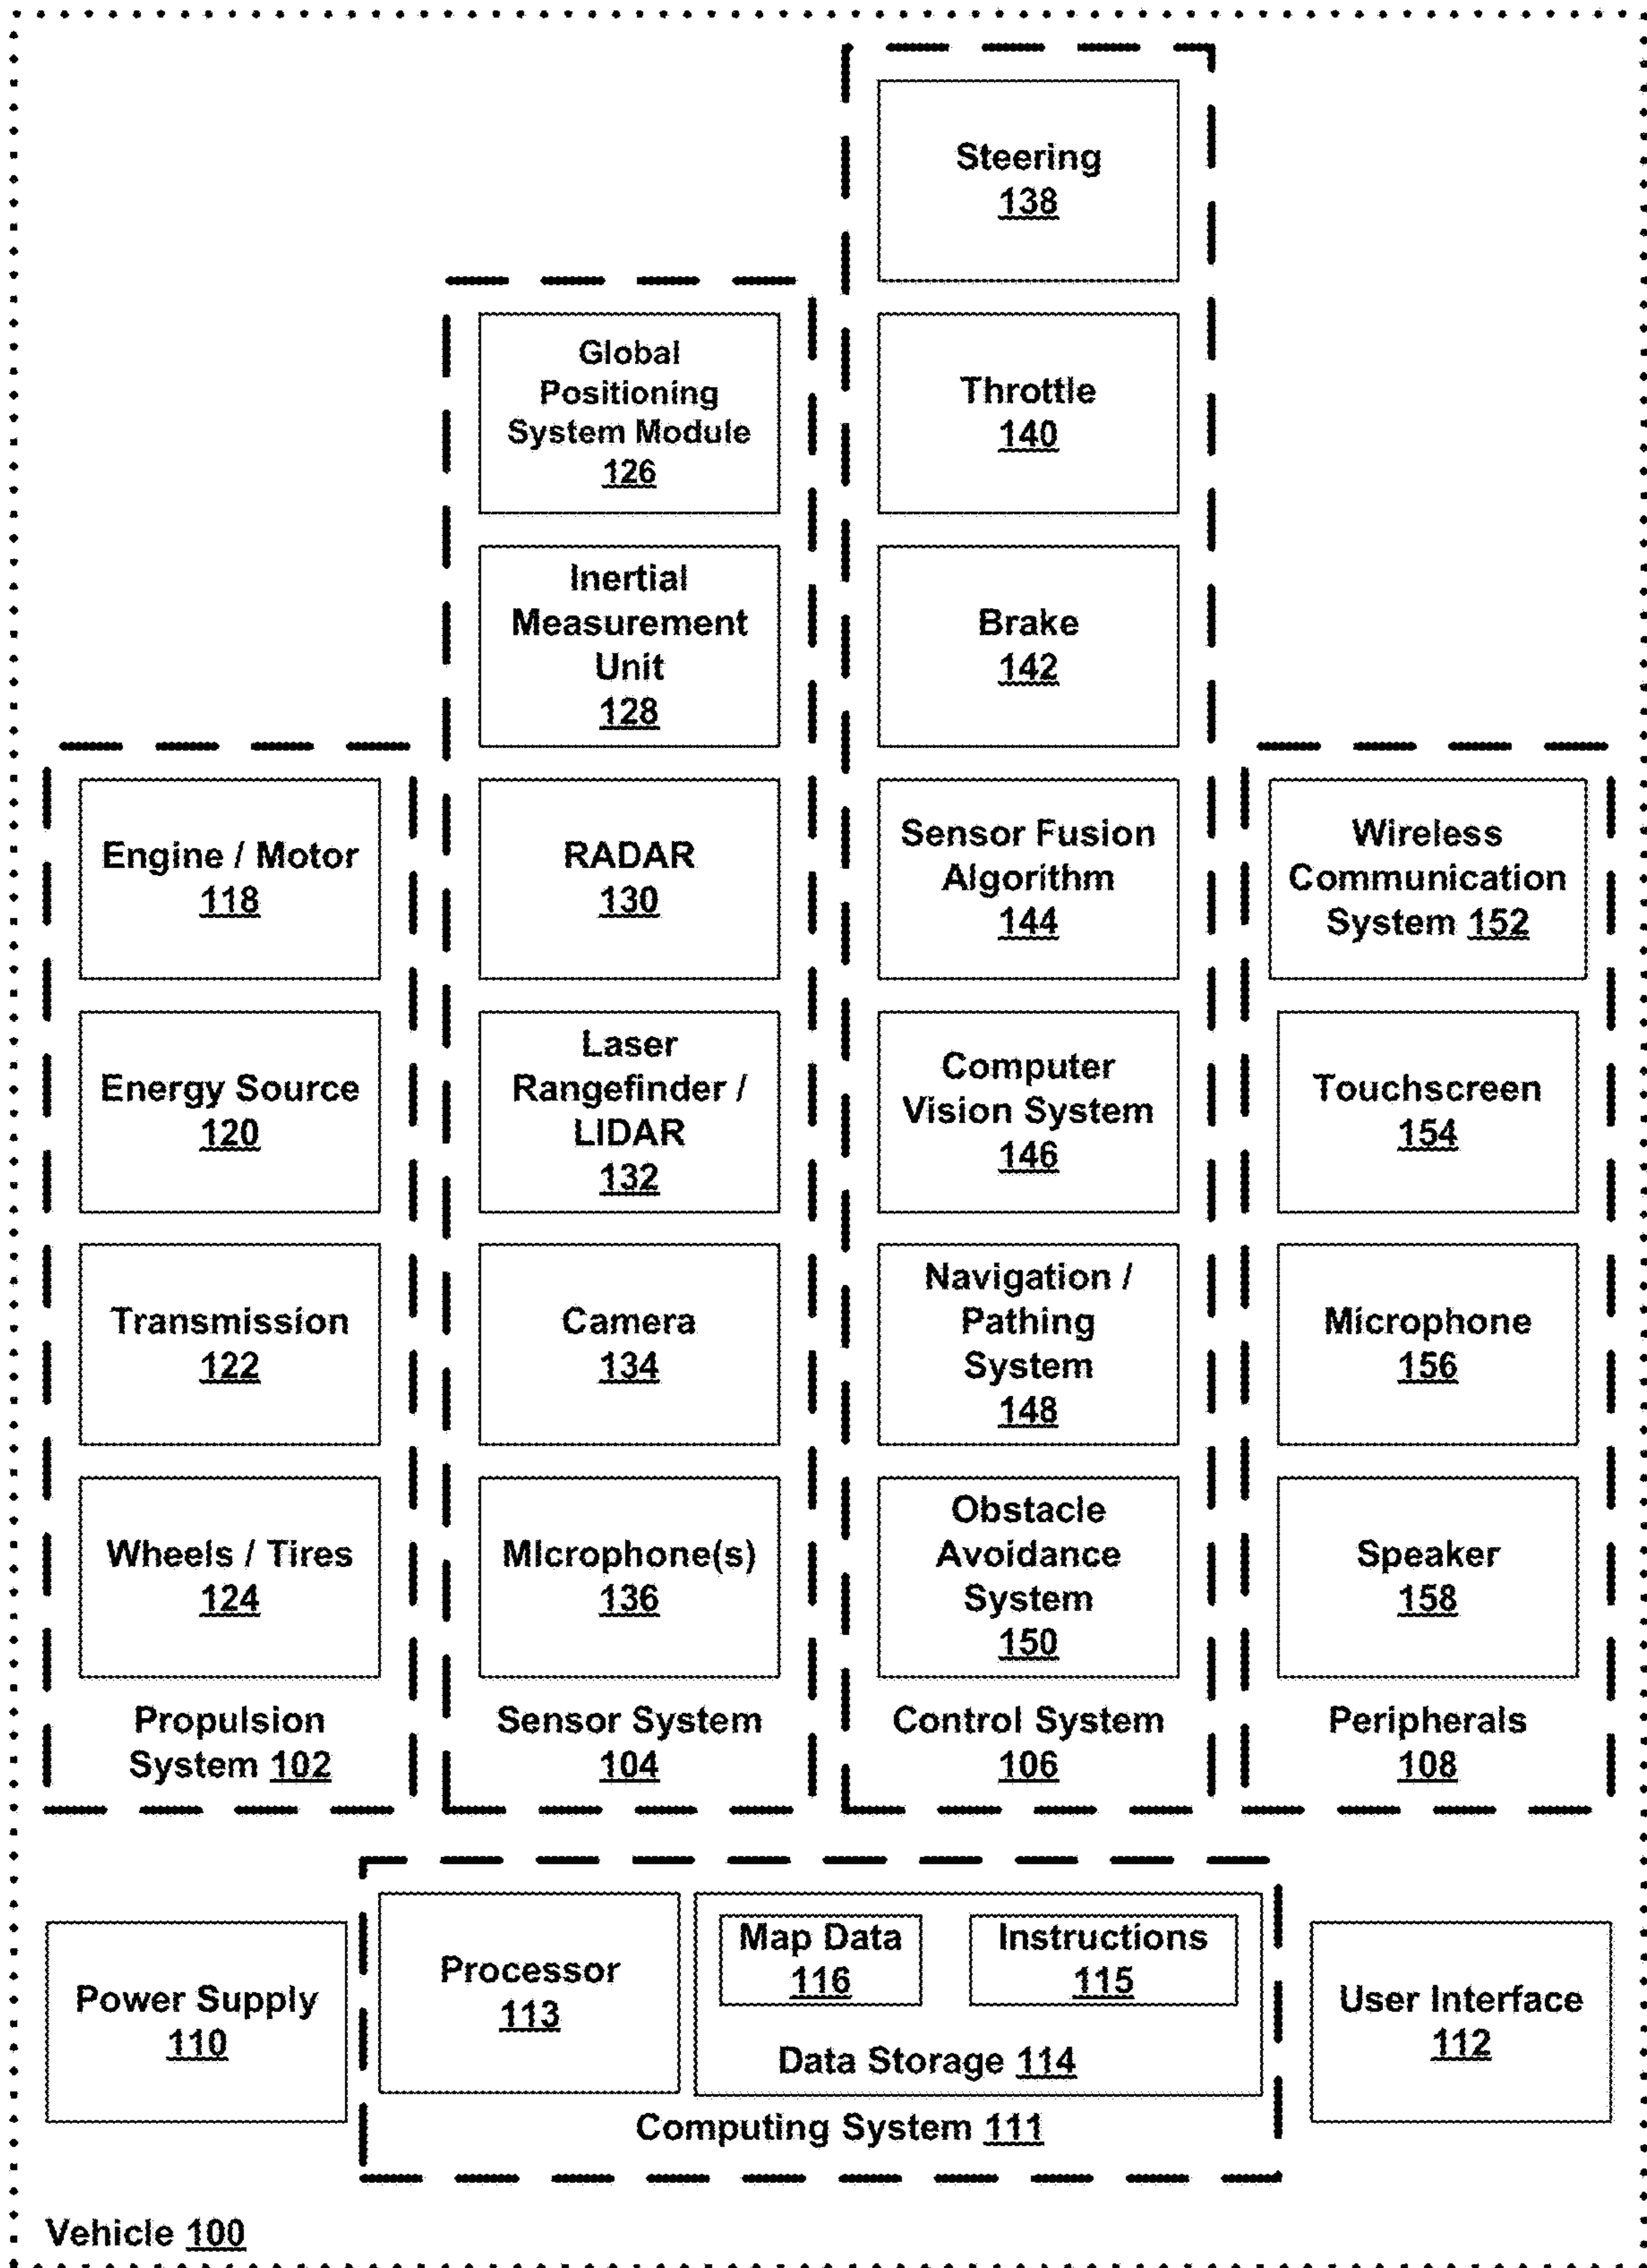 Steering
138
Throttle
140
Brake
142
Sensor Fusion
Algorithm
144
Computer
Vision System
146
Navigation /
Pathing
System
148
Obstacle
Avoidance
System
150
Control System
106
Global
Positioning
System Module
126
Inertial
Measurement
Unit
128
RADAR
130
Laser
Rangefinder /
LIDAR
132
Camera
134
MIcrophone(s)
136
Sensor System
104
Engine / Motor
118
Energy Source
120
Transmission
122
Wheels / Tires
124
Propulsion
System 102
Wireless
Communication
System 152
Touchscreen
154
Microphone
156
Speaker
158
Peripherals
108
Power Supply
110
Processor
113
Map Data
116
Instructions
115
Data Storage 114
Computing System 111
User Interface
112
Vehicle 100